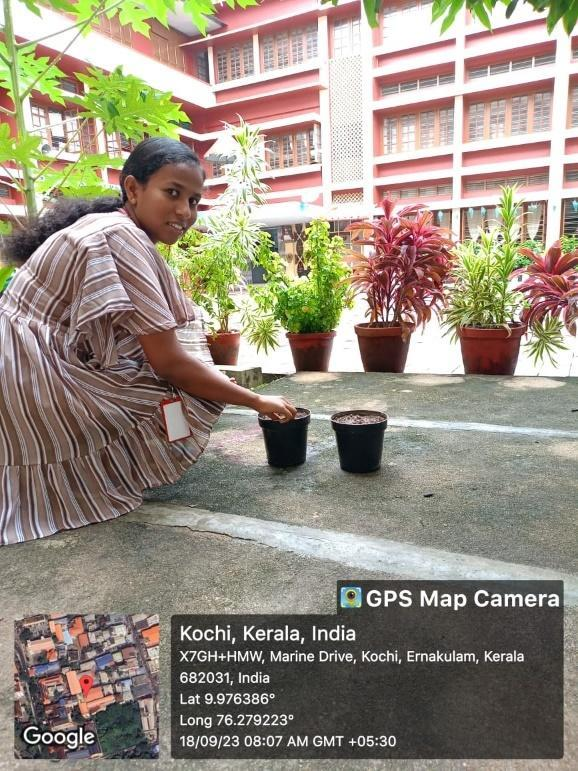 GPS Map Camera
Kochi, Kerala, India
X7GH+HMW, Marine Drive, Kochi, Ernakulam, Kerala
682031, India
Lat 9.976386°
Long 76.279223°
18/09/23 08:07 AM GMT +05:30
Google